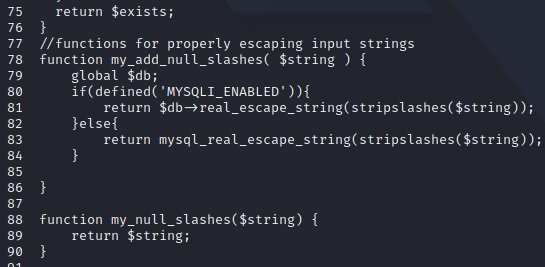 75   return $exists;
76 }
77 //functions for properly escaping input strings
78 function my_add_null_slashes( $string ) {
79     global $db;
80     if(defined('MYSQLI_ENABLED')){
81         return $db→real_escape_string(stripslashes($string));
82     }else{
83         return mysql_real_escape_string(stripslashes($string));
84     }
85
86 }
87
88 function my_null_slashes($string) {
89     return $string;
90 }
91